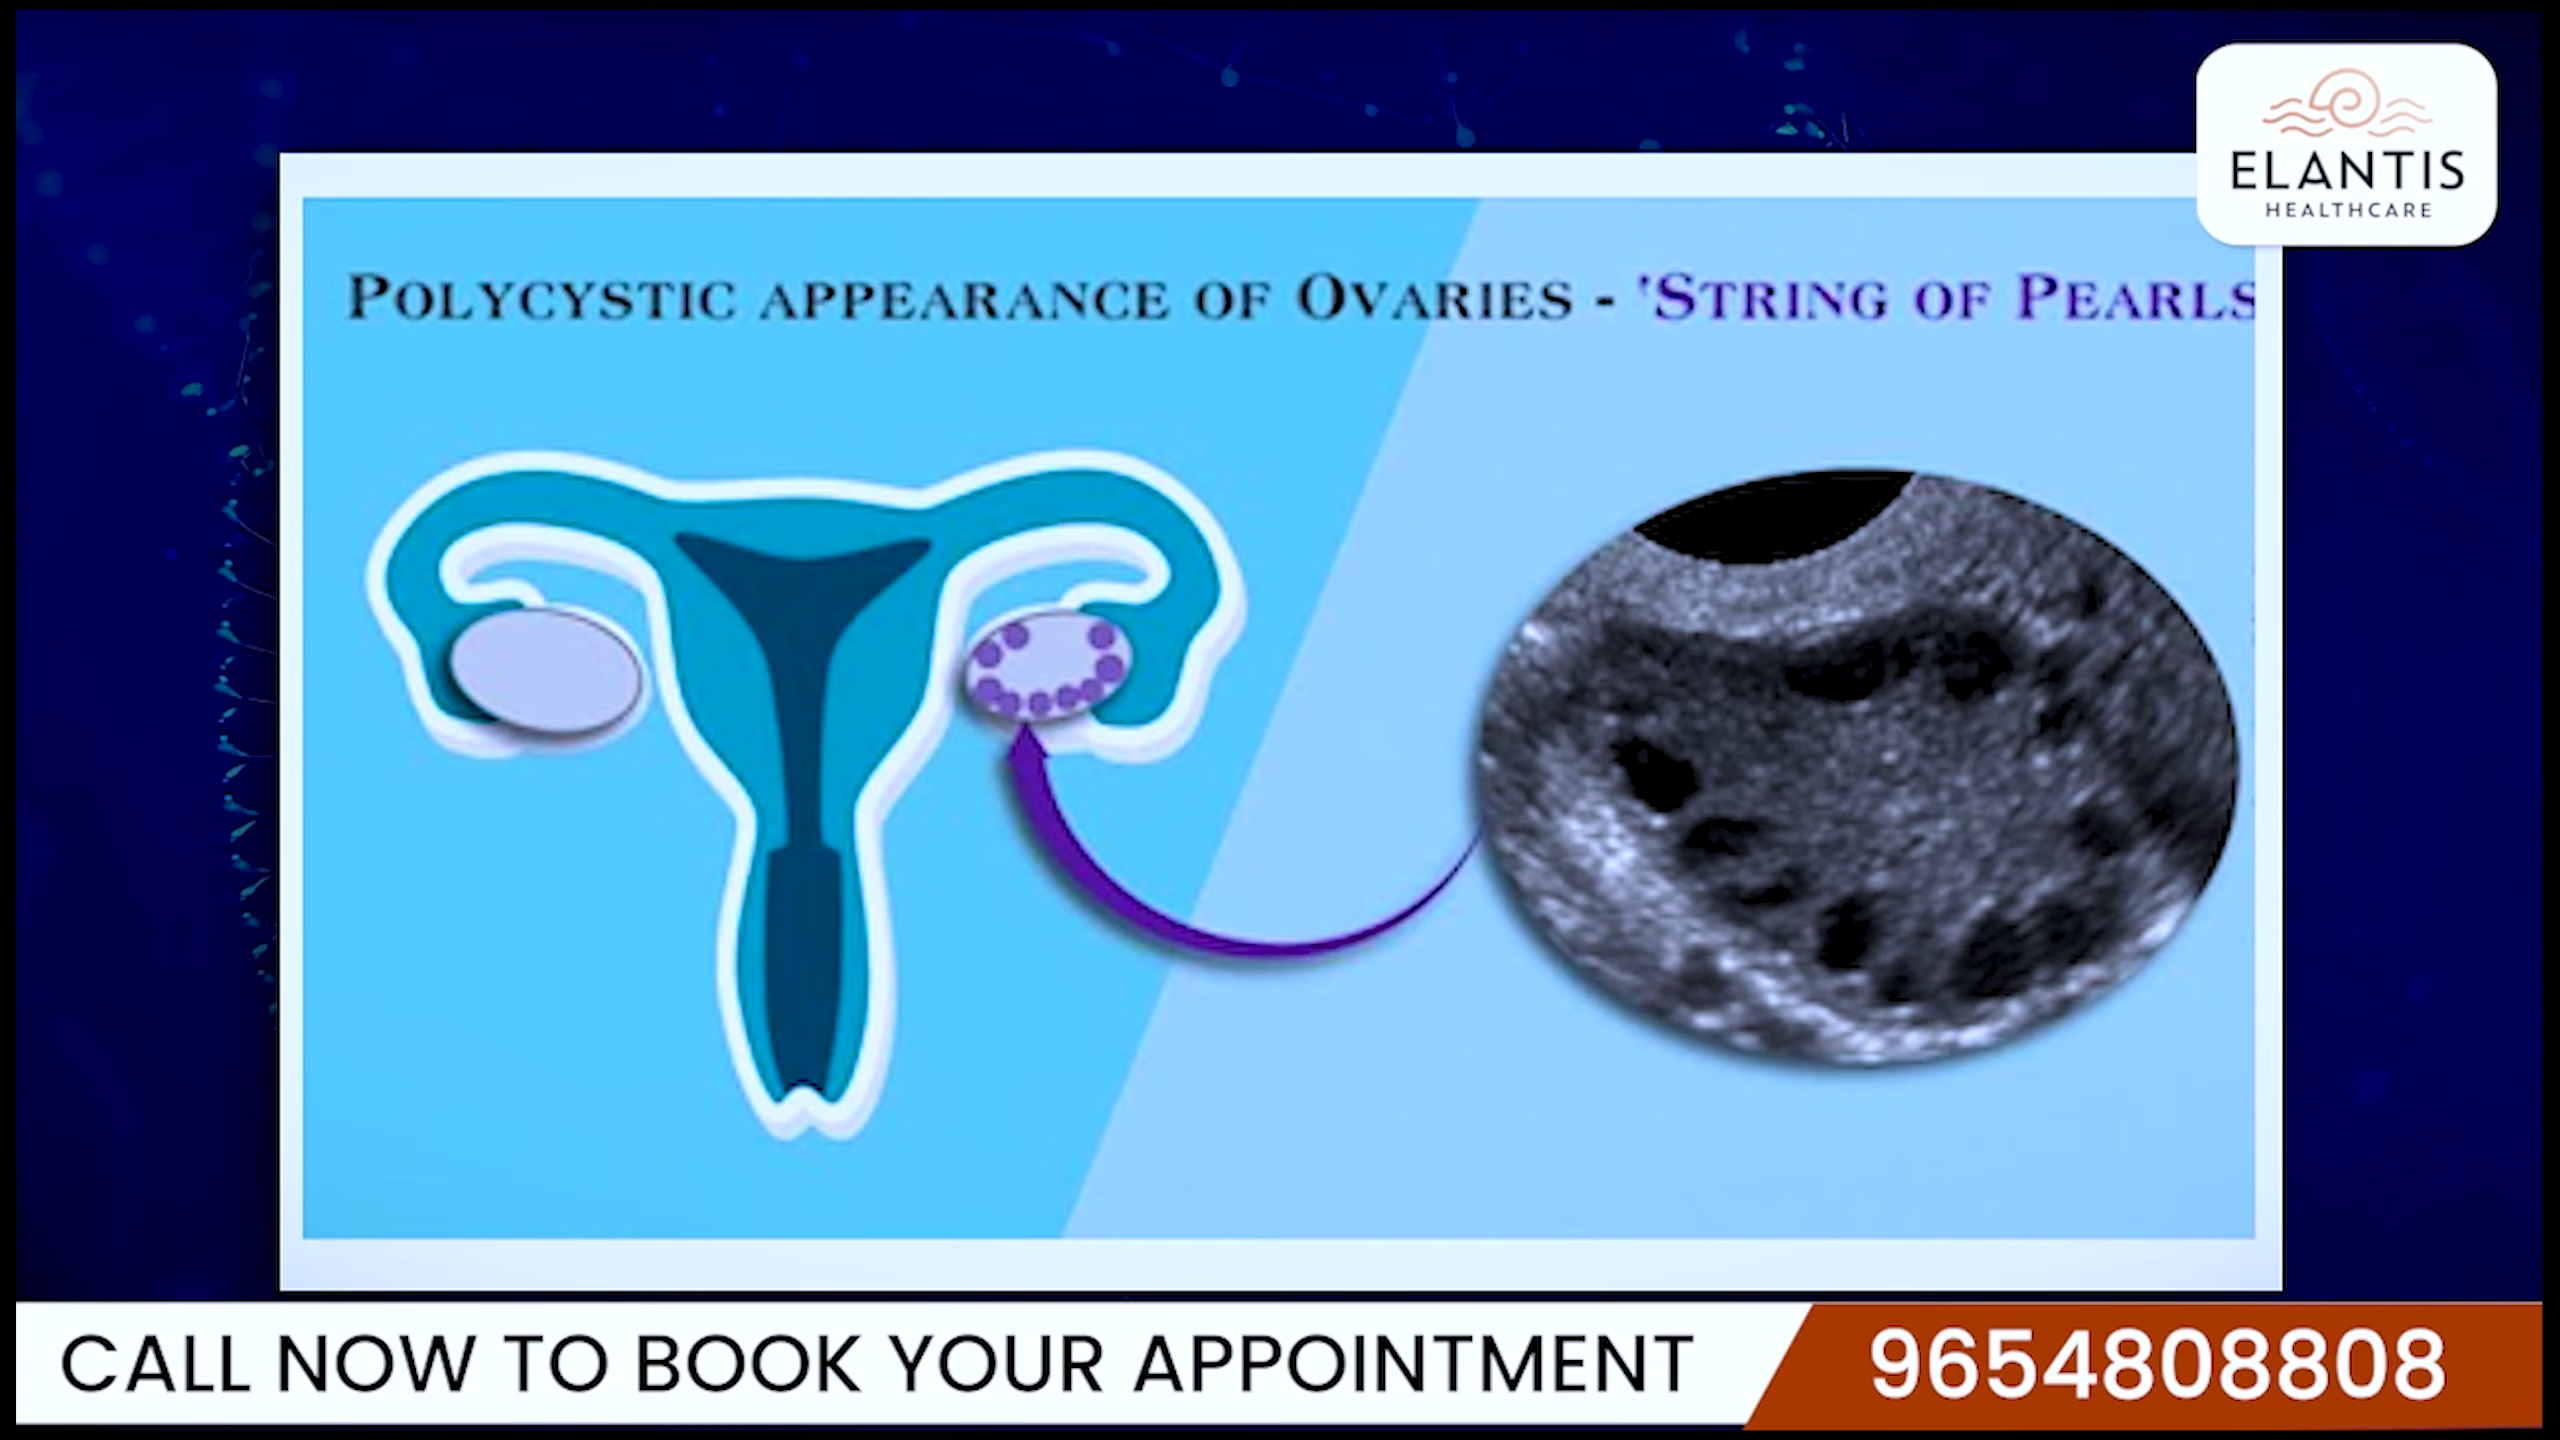 ELANTIS
HEALTHCARE
POLYCYSTIC APPEARANCE OF OVARIES - 'STRING OF PEARLS
CALL NOW TO BOOK YOUR APPOINTMENT
9654808808